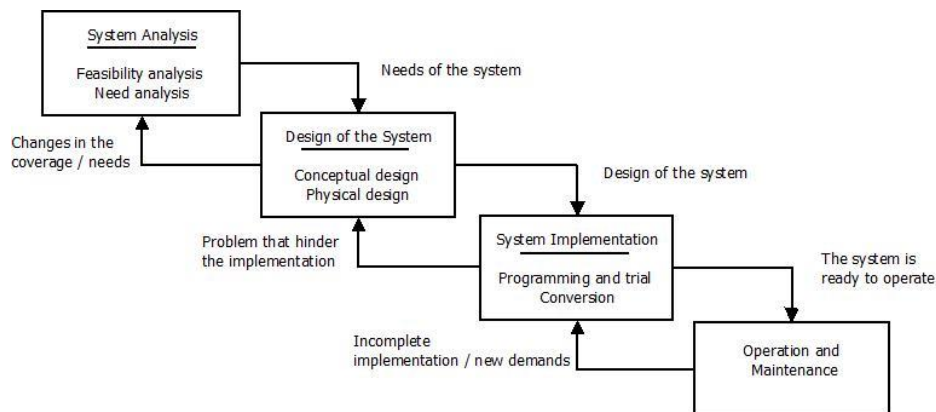 System Analysis
Feasibility analysis
Need analysis
Needs of the system
Changes in the
coverage / needs
Design of the System
Conceptual design
Physical design
Design of the system
Problem that hinder
the implementation
System Implementation
Programming and trial
Conversion
The system is
ready to operate
Incomplete
implementation / new demands
Operation and
Maintenance